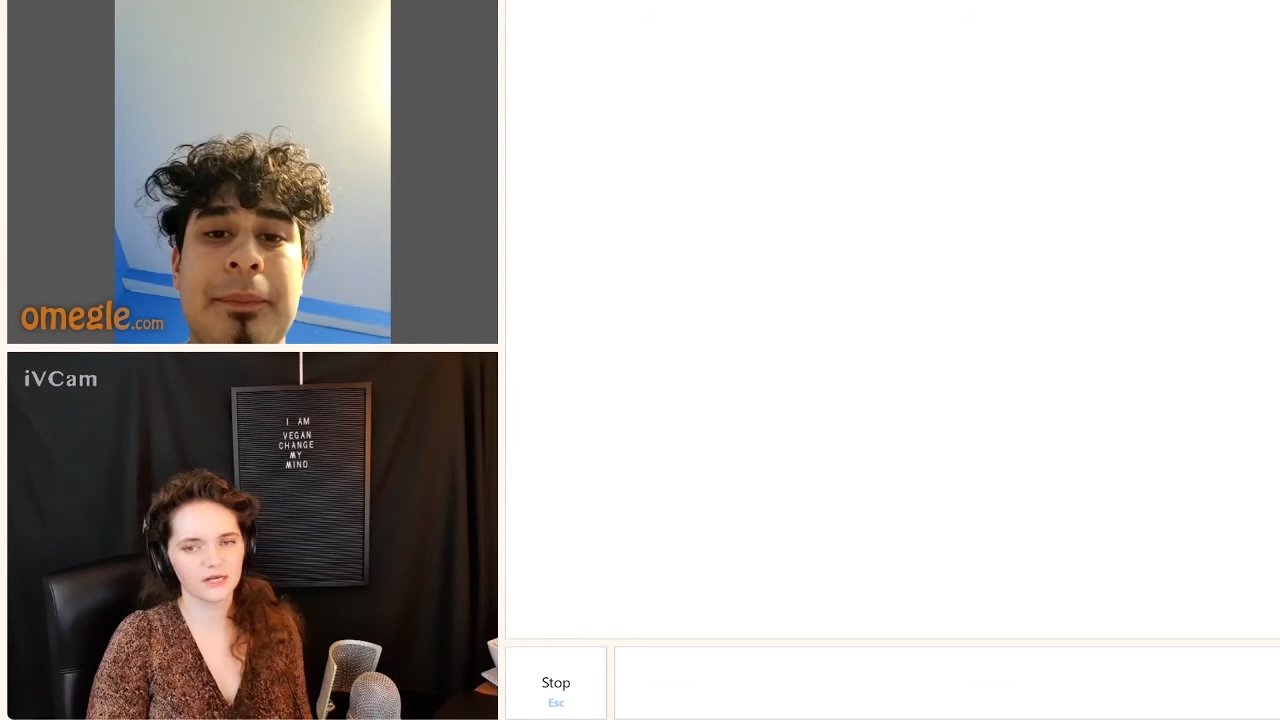 omegle.com
iVCam
I AM
VEGAN
CHANGE
MY
MIND
Stop
Esc